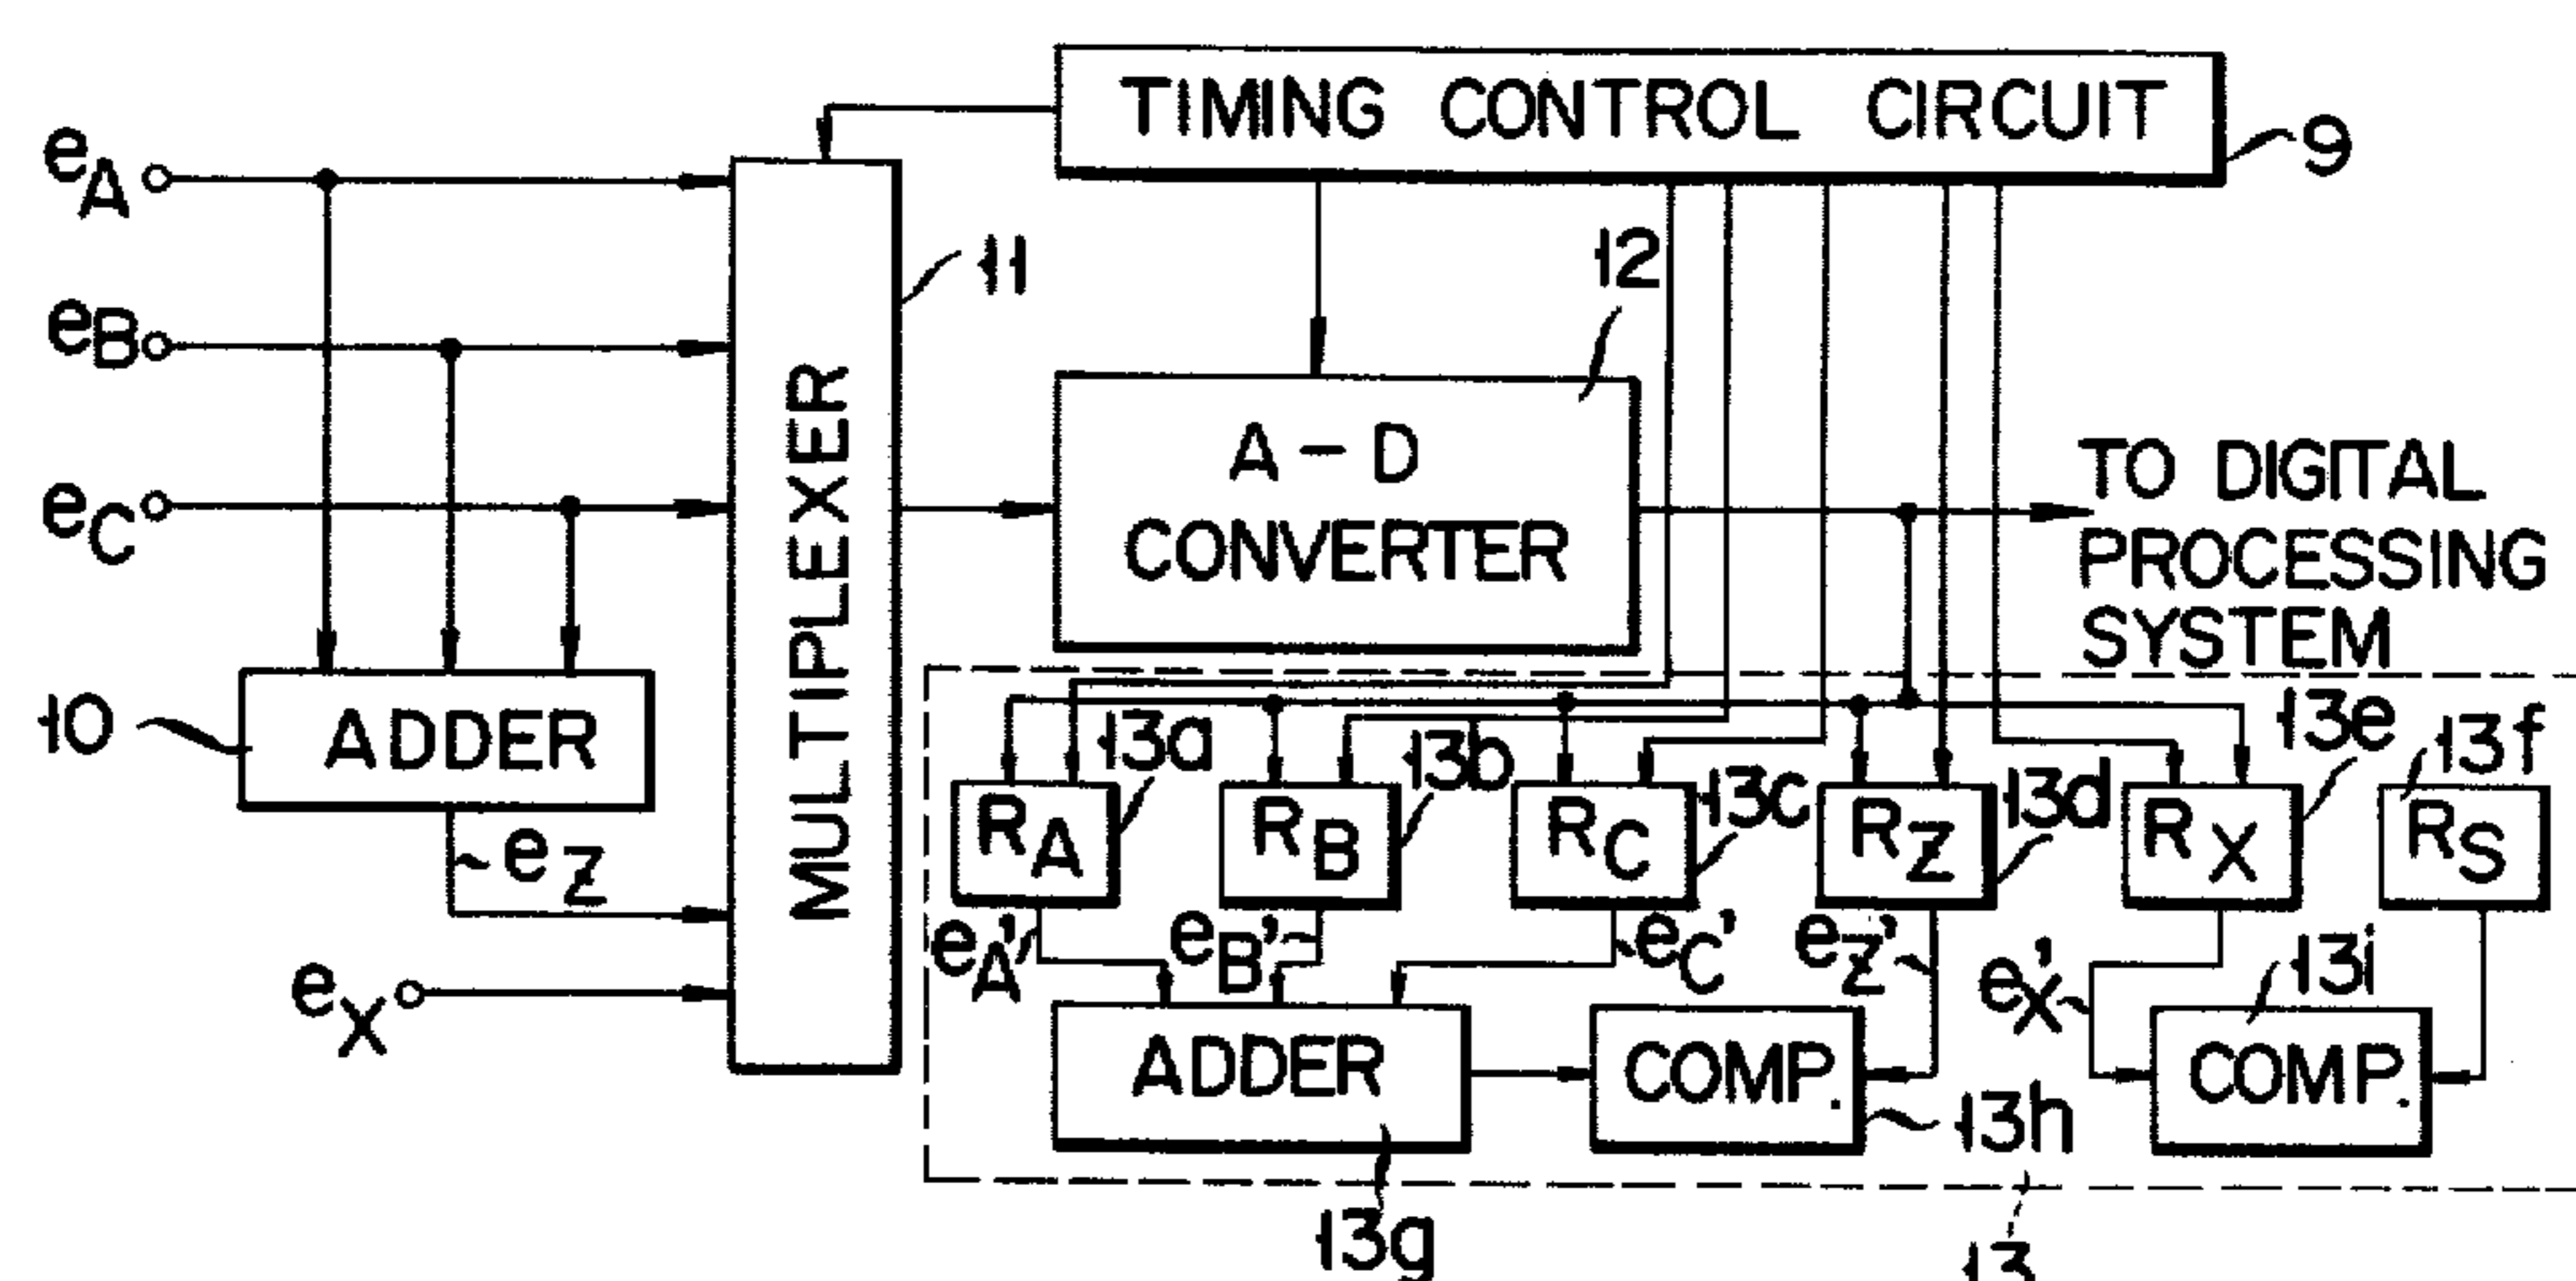 TIMING CONTROL CIRCUIT
9
eA
eB
eC
11
12
MULTIPLEXER
A-D
CONVERTER
TO DIGITAL
PROCESSING
SYSTEM
10
ADDER
eZ
eX
13a
13b
13c
13d
13e
13f
RA
RB
RC
RZ
RX
RS
eA'
eB'
eC'
eZ'
eX'
13i
ADDER
COMP.
COMP.
13h
13g
13